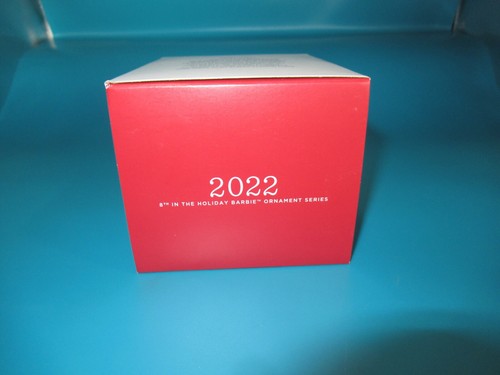 2022
8TH IN THE HOLIDAY BARBIE™ ORNAMENT SERIES